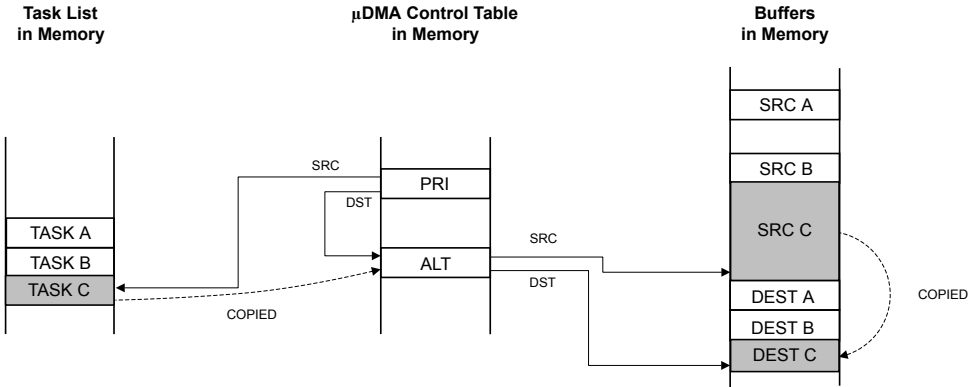 Task List
in Memory
µDMA Control Table
in Memory
Buffers
in Memory
SRC A
SRC B
SRC
PRI
DST
SRC C
TASK A
TASK B
TASK C
SRC
ALT
DST
COPIED
DEST A
COPIED
DEST B
DEST C